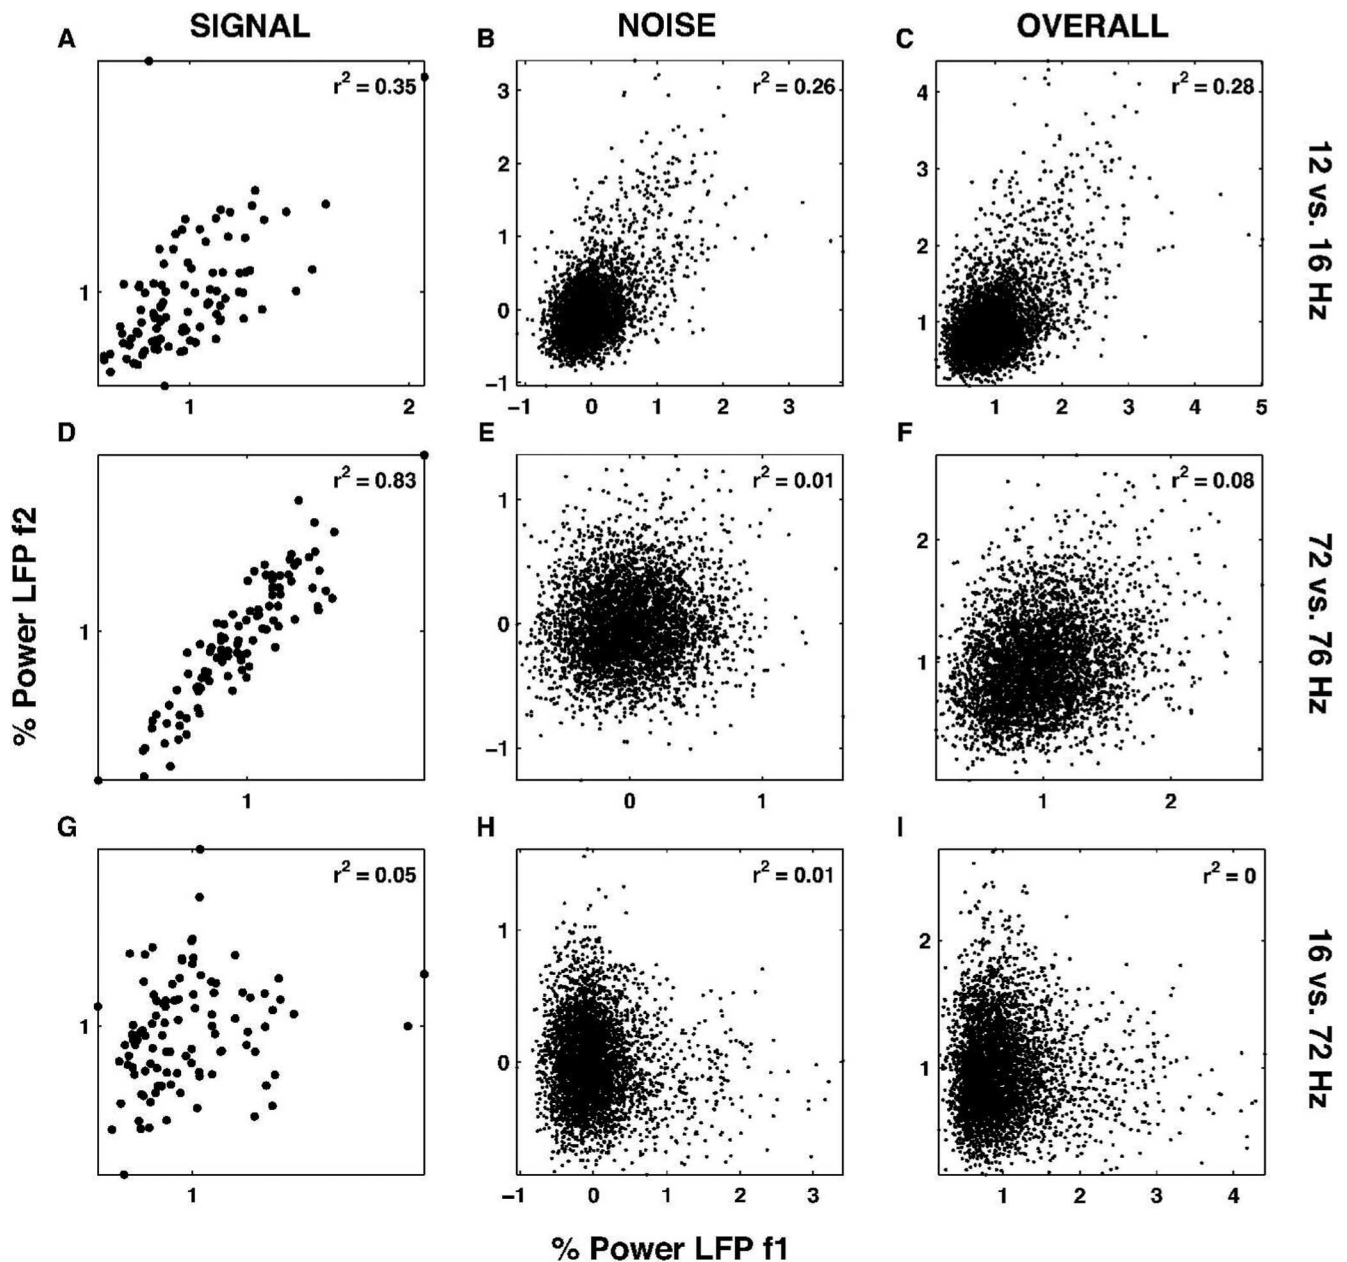 SIGNAL NOISE OVERALL
A B C
r² = 0.35 r² = 0.26 r² = 0.28
3 4
2 3
1 1 2
0 1
−1
1 2 −1 0 1 2 3 1 2 3 4 5
12 vs. 16 Hz
D E F
r² = 0.83 r² = 0.01 r² = 0.08
1 2
1 0 1
−1
1 0 1 1 2
72 vs. 76 Hz
G H I
r² = 0.05 r² = 0.01 r² = 0
1 2
1 0 1
1 −1 0 1 2 3 1 2 3 4
16 vs. 72 Hz
% Power LFP f2
% Power LFP f1